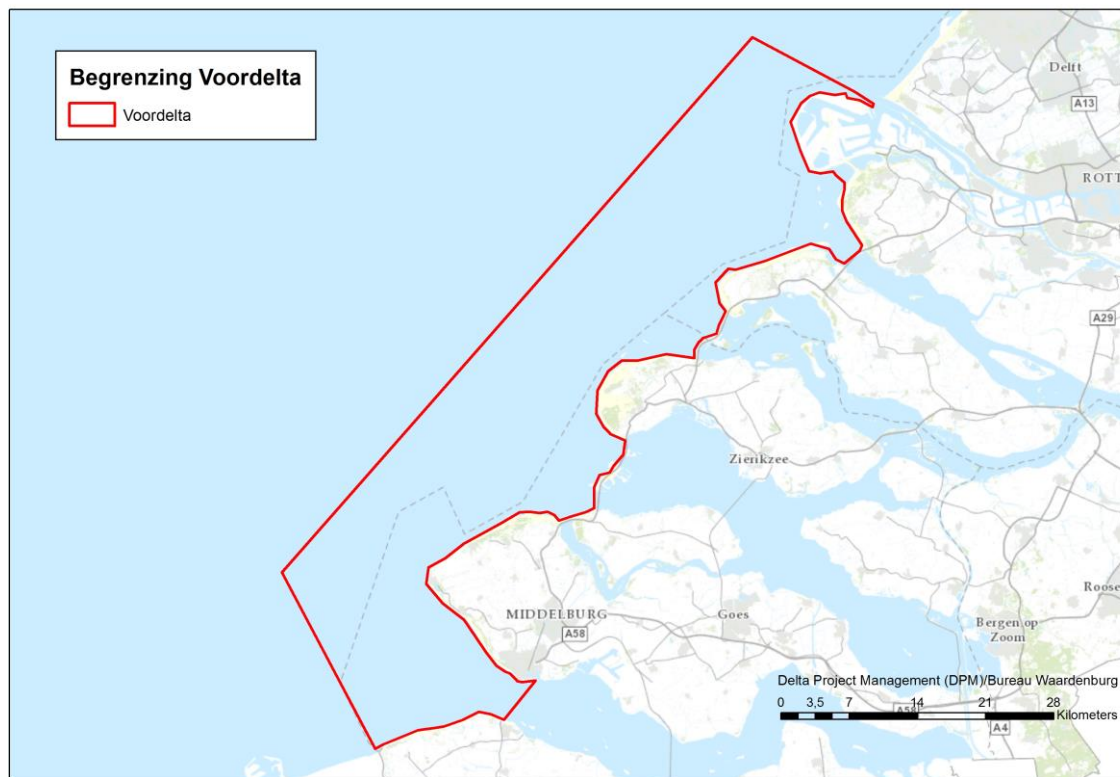 Begrenzing Voordelta
Voordelta
Delft
A13
ROTT
A29
Zierikzee
Roose
MIDDELBURG
Goes
A58
Bergen op
Zoom
Delta Project Management (DPM)/Bureau Waardenburg
0 3,5 7 14 21 28
Kilometers
A58
A4